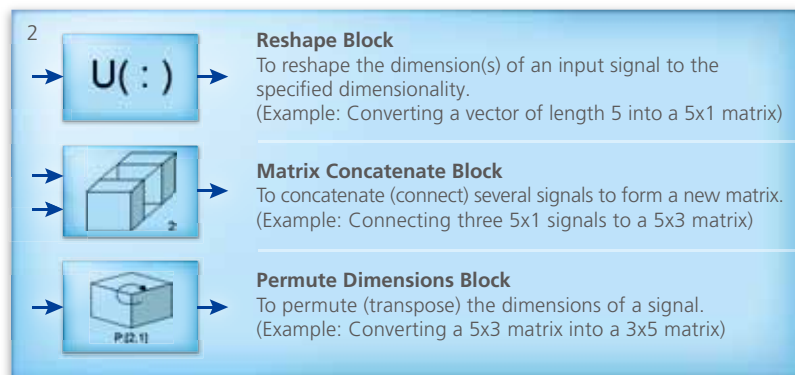 2
U( : )
Reshape Block
To reshape the dimension(s) of an input signal to the
specified dimensionality.
(Example: Converting a vector of length 5 into a 5x1 matrix)
2
Matrix Concatenate Block
To concatenate (connect) several signals to form a new matrix.
(Example: Connecting three 5x1 signals to a 5x3 matrix)
P:[2,1]
Permute Dimensions Block
To permute (transpose) the dimensions of a signal.
(Example: Converting a 5x3 matrix into a 3x5 matrix)